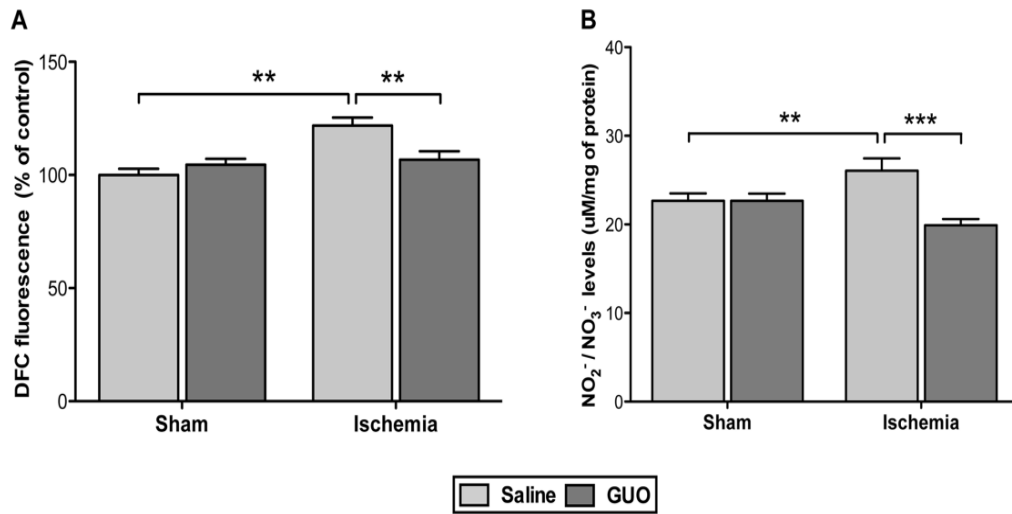 A
DFC fluorescence (% of control)
150
100
50
0
**
**
Sham
Ischemia
B
NO₂⁻ / NO₃⁻ levels (uM/mg of protein)
40
30
20
10
0
**
***
Sham
Ischemia
Saline
GUO